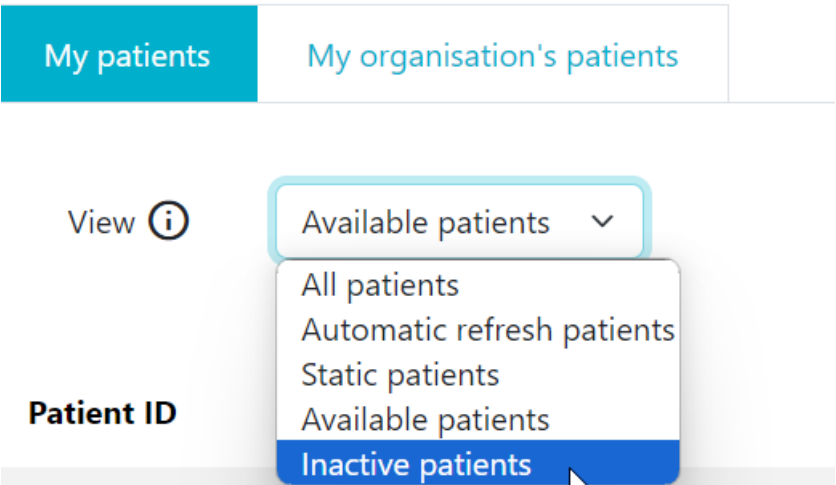 My patients
My organisation's patients
View
Available patients
All patients
Automatic refresh patients
Static patients
Available patients
Inactive patients
Patient ID